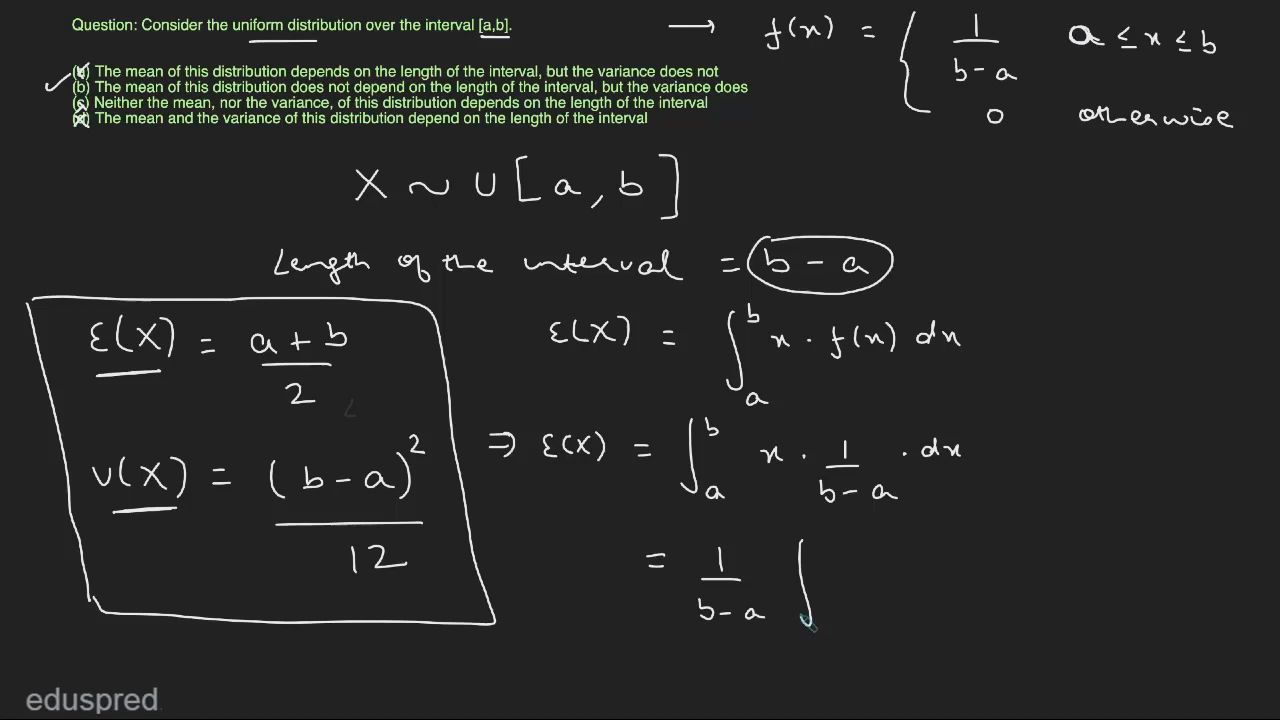 Question: Consider the uniform distribution over the interval [a,b].
(a) The mean of this distribution depends on the length of the interval, but the variance does not
(b) The mean of this distribution does not depend on the length of the interval, but the variance does
(c) Neither the mean, nor the variance, of this distribution depends on the length of the interval
(d) The mean and the variance of this distribution depend on the length of the interval
→ f(x) = { 1/(b-a) a ≤ x ≤ b
0 otherwise
X ~ U[a, b]
Length of the interval = b - a
E(X) = (a + b)/2
V(X) = (b - a)²/12
E(X) = ∫_a^b x · f(x) dx
⇒ E(X) = ∫_a^b x · 1/(b-a) · dx
= 1/(b-a) ∫
eduspred